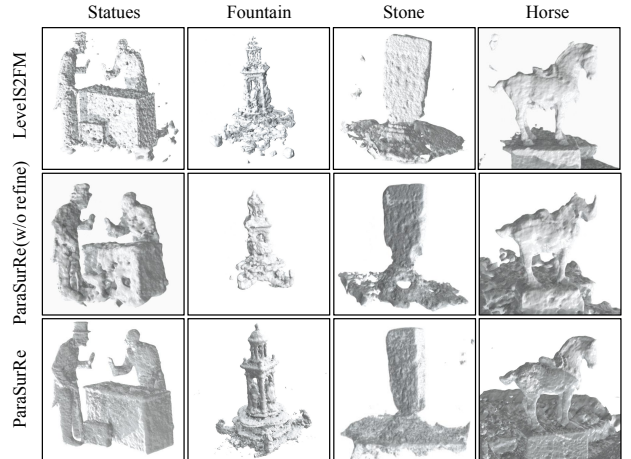 Statues Fountain Stone Horse
LevelS2FM
ParaSurRe(w/o refine)
ParaSurRe